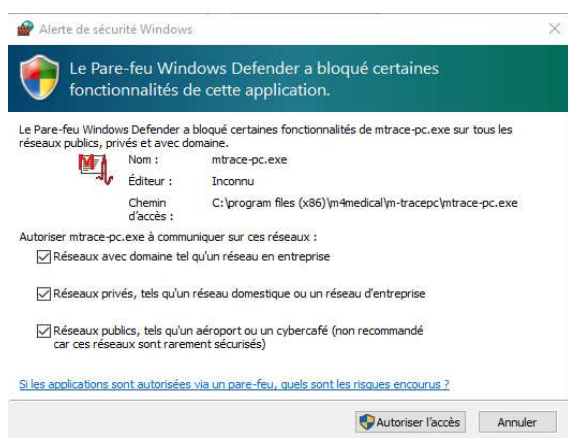 Alerte de sécurité Windows
Le Pare-feu Windows Defender a bloqué certaines
fonctionnalités de cette application.
Le Pare-feu Windows Defender a bloqué certaines fonctionnalités de mtrace-pc.exe sur tous les
réseaux publics, privés et avec domaine.
Nom : mtrace-pc.exe
Éditeur : Inconnu
Chemin C:\program files (x86)\m4medical\m-tracepc\mtrace-pc.exe
d'accès :
Autoriser mtrace-pc.exe à communiquer sur ces réseaux :
Réseaux avec domaine tel qu'un réseau en entreprise
Réseaux privés, tels qu'un réseau domestique ou un réseau d'entreprise
Réseaux publics, tels qu'un aéroport ou un cybercafé (non recommandé
car ces réseaux sont rarement sécurisés)
Si les applications sont autorisées via un pare-feu, quels sont les risques encourus ?
Autoriser l'accès Annuler